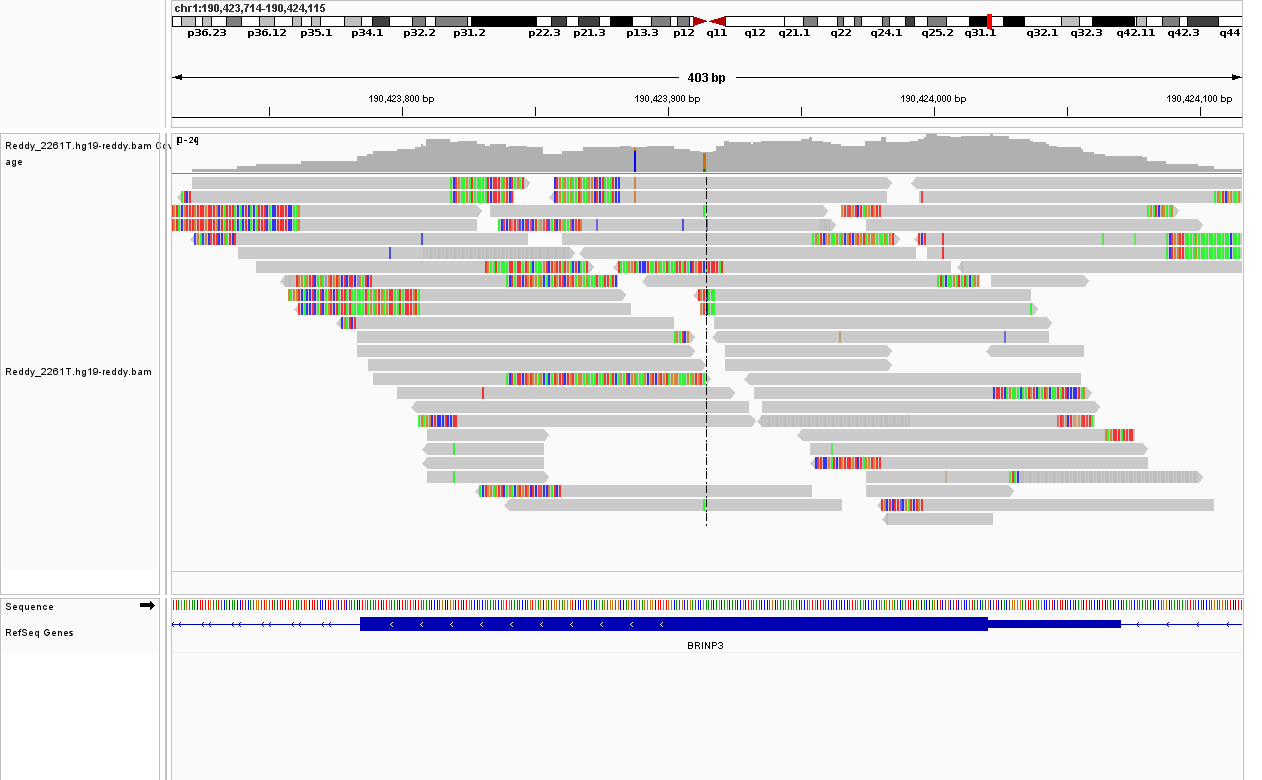 chr1:190,423,714-190,424,115
p36.23 p36.12 p35.1 p34.1 p32.2 p31.2 p22.3 p21.3 p13.3 p12 q11 q12 q21.1 q22 q24.1 q25.2 q31.1 q32.1 q32.3 q41 q42.11 q42.3 q44
403 bp
190,423,800 bp 190,423,900 bp 190,424,000 bp 190,424,100 bp
Reddy_2261T.hg19-reddy.bam Cov
age
Reddy_2261T.hg19-reddy.bam
Sequence
RefSeq Genes
BRINP3